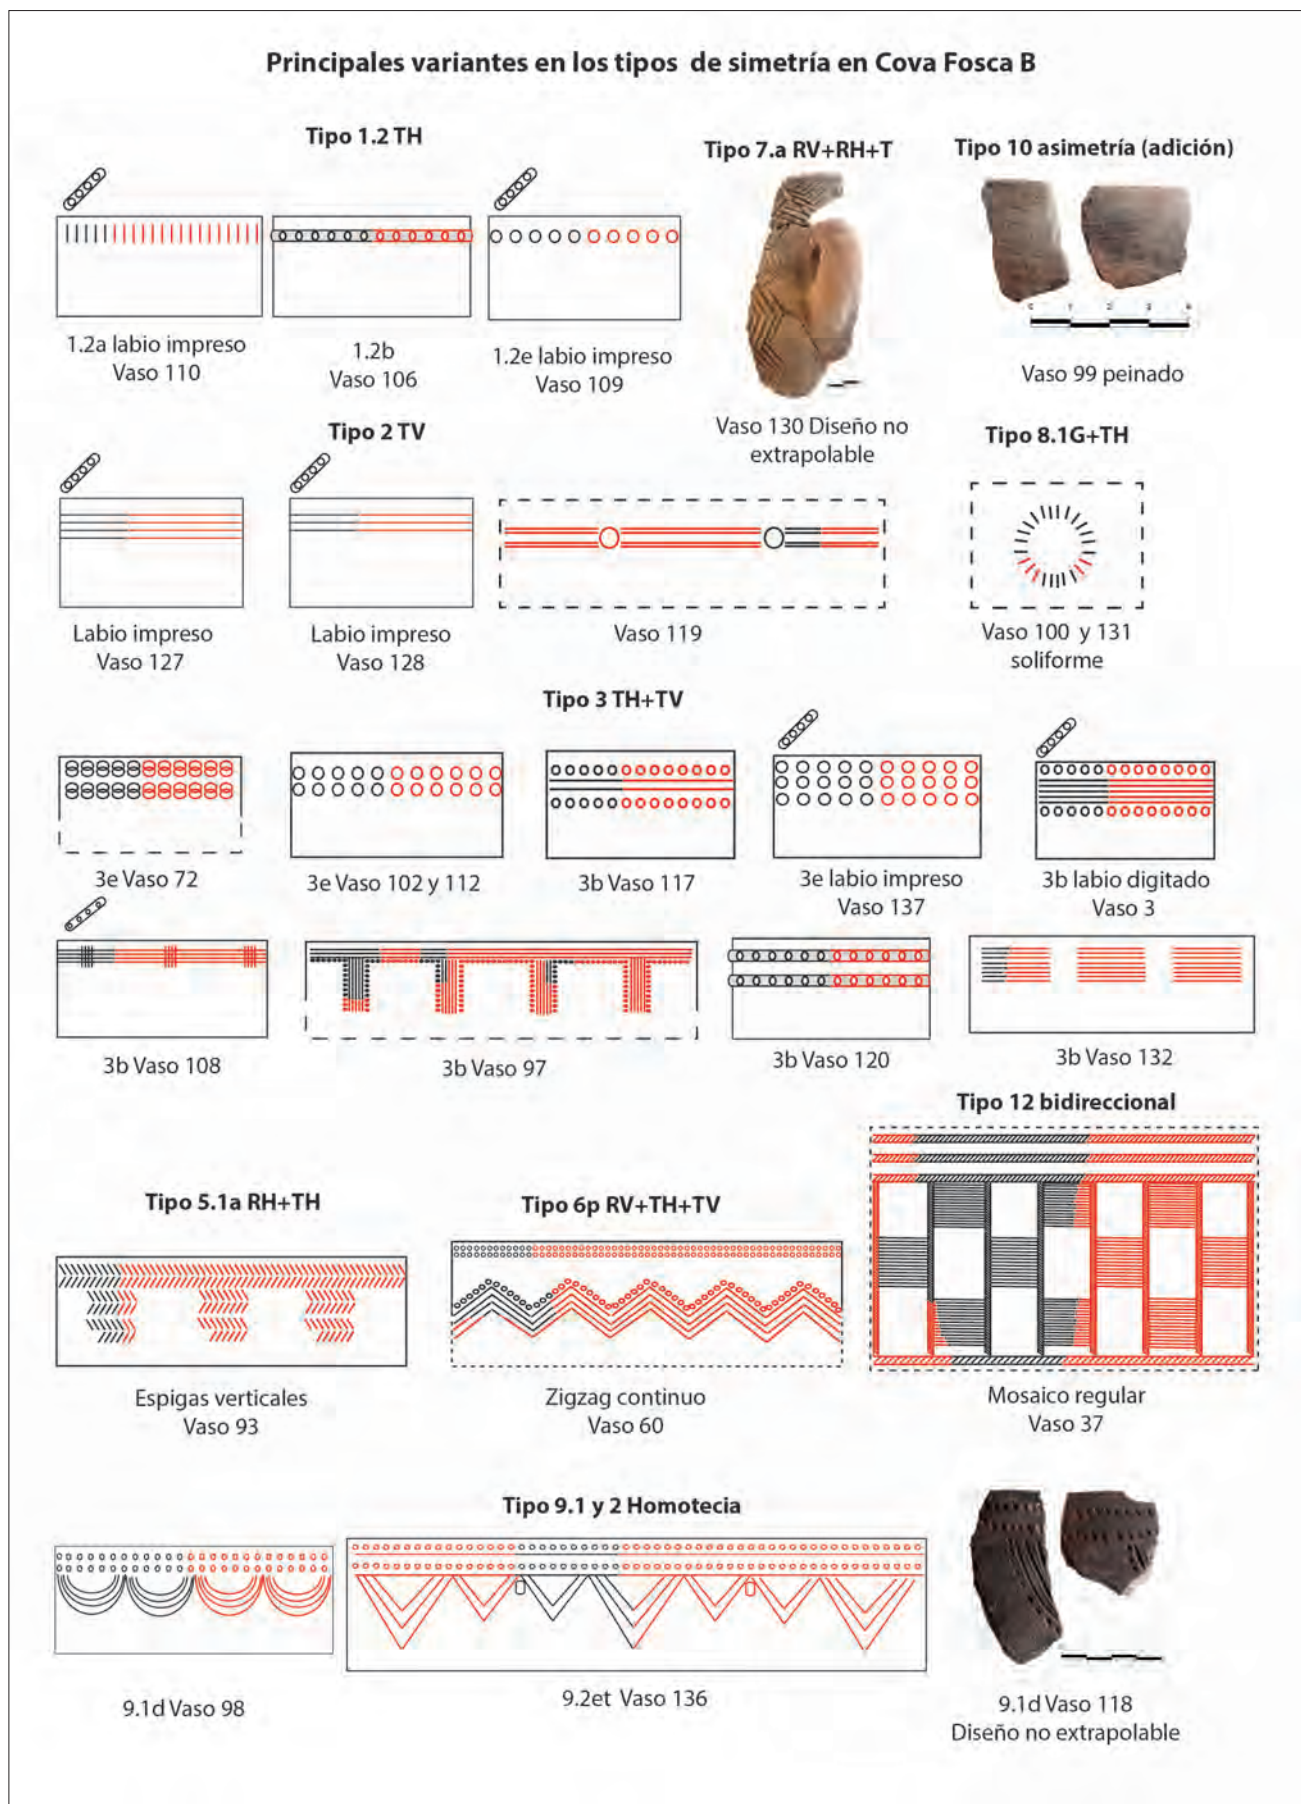 Principales variantes en los tipos de simetría en Cova Fosca B
Tipo 1.2 TH
Tipo 7.a RV+RH+T
Tipo 10 asimetría (adición)
1.2a labio impreso
Vaso 110
1.2b
Vaso 106
1.2e labio impreso
Vaso 109
Vaso 130 Diseño no
extrapolable
Vaso 99 peinado
Tipo 2 TV
Tipo 8.1G+TH
Labio impreso
Vaso 127
Labio impreso
Vaso 128
Vaso 119
Vaso 100 y 131
soliforme
Tipo 3 TH+TV
3e Vaso 72
3e Vaso 102 y 112
3b Vaso 117
3e labio impreso
Vaso 137
3b labio digitado
Vaso 3
3b Vaso 108
3b Vaso 97
3b Vaso 120
3b Vaso 132
Tipo 12 bidireccional
Tipo 5.1a RH+TH
Tipo 6p RV+TH+TV
Espigas verticales
Vaso 93
Zigzag continuo
Vaso 60
Mosaico regular
Vaso 37
Tipo 9.1 y 2 Homotecia
9.1d Vaso 98
9.2et Vaso 136
9.1d Vaso 118
Diseño no extrapolable